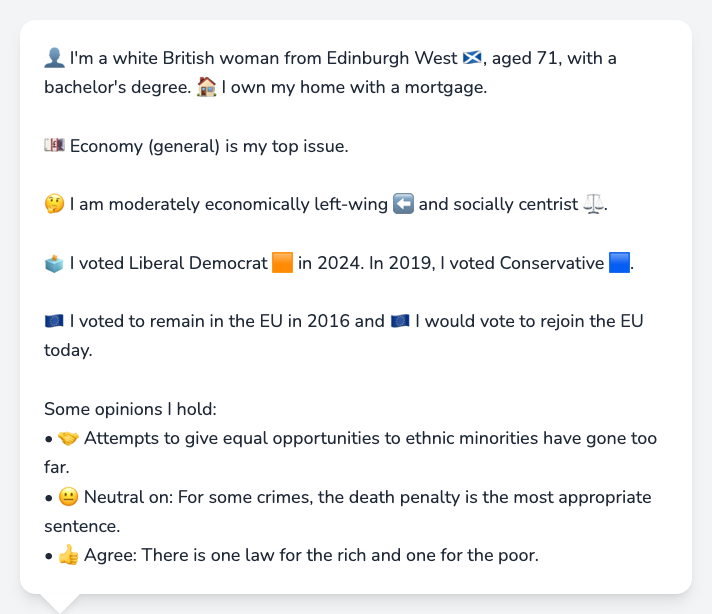 👤 I'm a white British woman from Edinburgh West 🏴󠁧󠁢󠁳󠁣󠁴󠁿, aged 71, with a
bachelor's degree. 🏠 I own my home with a mortgage.
💷 Economy (general) is my top issue.
🤔 I am moderately economically left-wing ⬅️ and socially centrist ⚖️.
🗳️ I voted Liberal Democrat 🟧 in 2024. In 2019, I voted Conservative 🟦.
🇪🇺 I voted to remain in the EU in 2016 and 🇪🇺 I would vote to rejoin the EU
today.
Some opinions I hold:
• 🤝 Attempts to give equal opportunities to ethnic minorities have gone too
far.
• 😐 Neutral on: For some crimes, the death penalty is the most appropriate
sentence.
• 👍 Agree: There is one law for the rich and one for the poor.